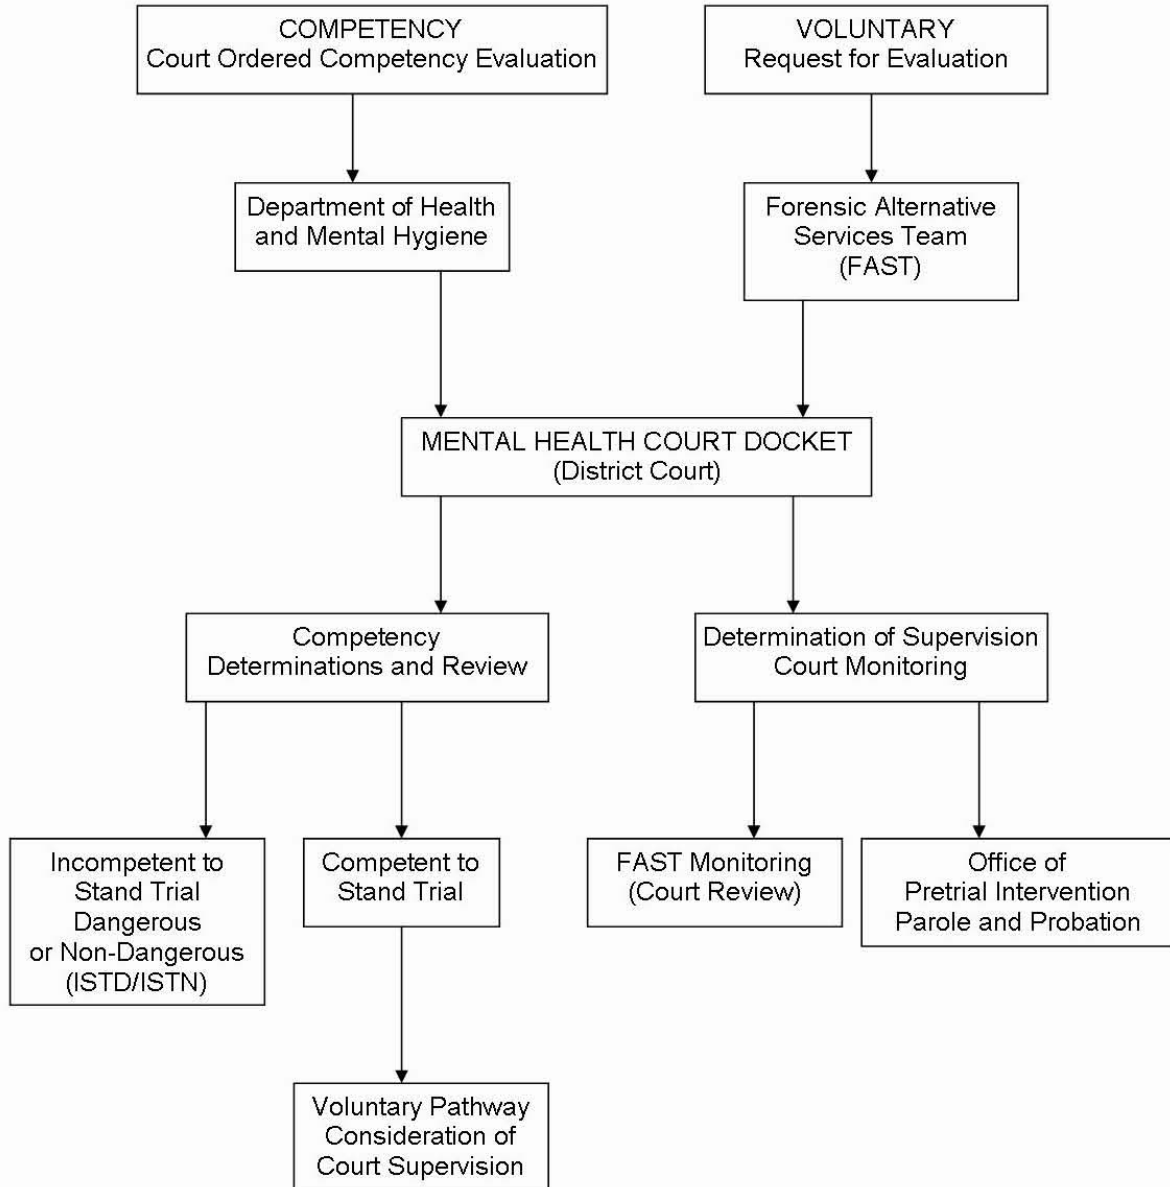 COMPETENCY
Court Ordered Competency Evaluation
VOLUNTARY
Request for Evaluation
Department of Health
and Mental Hygiene
Forensic Alternative
Services Team
(FAST)
MENTAL HEALTH COURT DOCKET
(District Court)
Competency
Determinations and Review
Determination of Supervision
Court Monitoring
Incompetent to
Stand Trial
Dangerous
or Non-Dangerous
(ISTD/ISTN)
Competent to
Stand Trial
FAST Monitoring
(Court Review)
Office of
Pretrial Intervention
Parole and Probation
Voluntary Pathway
Consideration of
Court Supervision